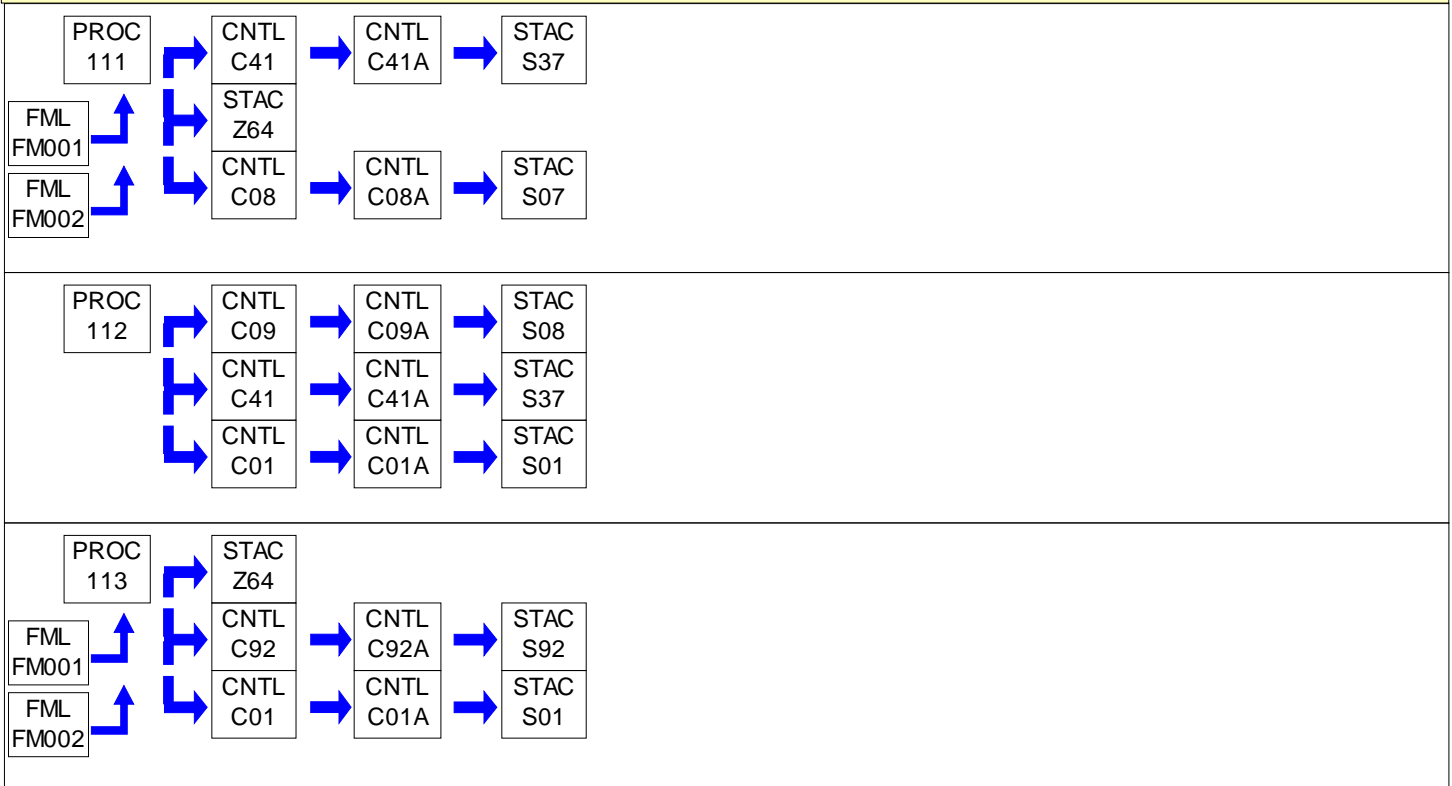 PROC
111
CNTL
C41
CNTL
C41A
STAC
S37
FML
FM001
STAC
Z64
FML
FM002
CNTL
C08
CNTL
C08A
STAC
S07
PROC
112
CNTL
C09
CNTL
C09A
STAC
S08
CNTL
C41
CNTL
C41A
STAC
S37
CNTL
C01
CNTL
C01A
STAC
S01
PROC
113
STAC
Z64
FML
FM001
CNTL
C92
CNTL
C92A
STAC
S92
FML
FM002
CNTL
C01
CNTL
C01A
STAC
S01